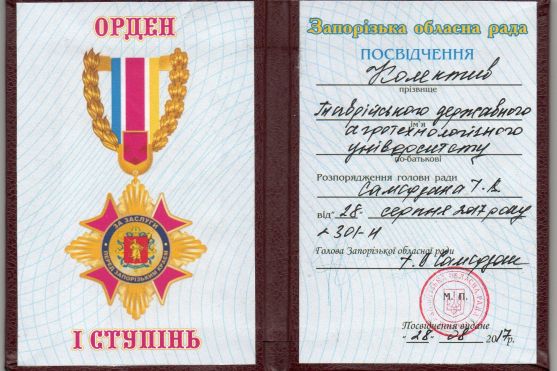 ОРДЕН
ЗА ЗАСЛУГИ
ПЕРЕД ЗАПОРІЗЬКИМ КРАЄМ
І СТУПІНЬ
Запорізька обласна рада
ПОСВІДЧЕННЯ
Колектив
прізвище
Таврійського державного
ім'я
агротехнологічного
університету
по-батькові
Розпорядження голови ради
Самардака Г.В.
від "28" серпня 2017 року
№ 301-н
Голова Запорізької обласної ради
Г. В. Самардак
М. П.
Посвідчення видане
"28" 08 2017р.